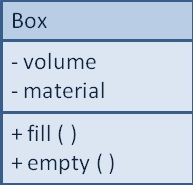 Box
- volume
- material
+ fill ( )
+ empty ( )